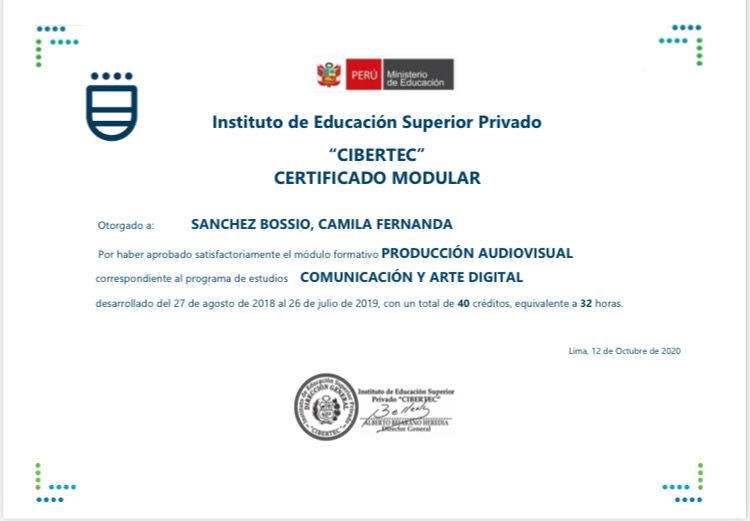 PERÚ
Ministerio
de Educación
Instituto de Educación Superior Privado
“CIBERTEC”
CERTIFICADO MODULAR
Otorgado a: SANCHEZ BOSSIO, CAMILA FERNANDA
Por haber aprobado satisfactoriamente el módulo formativo PRODUCCIÓN AUDIOVISUAL
correspondiente al programa de estudios COMUNICACIÓN Y ARTE DIGITAL
desarrollado del 27 de agosto de 2018 al 26 de julio de 2019, con un total de 40 créditos, equivalente a 32 horas.
Lima, 12 de Octubre de 2020
Instituto de Educación Superior Privado
DIRECCIÓN GENERAL
"CIBERTEC"
Instituto de Educación Superior
Privado "CIBERTEC"
ALBERTO BEJARANO HEREDIA
Director General